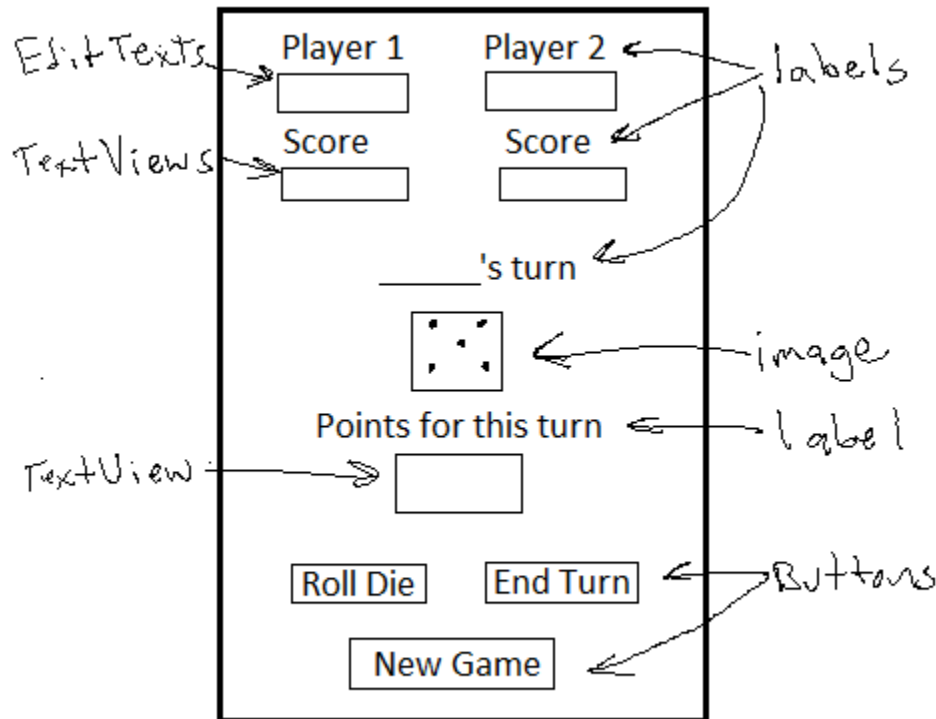 Player 1 Player 2
EditTexts
labels
Score Score
TextViews
______'s turn
image
Points for this turn
label
TextView
Roll Die End Turn
Buttons
New Game